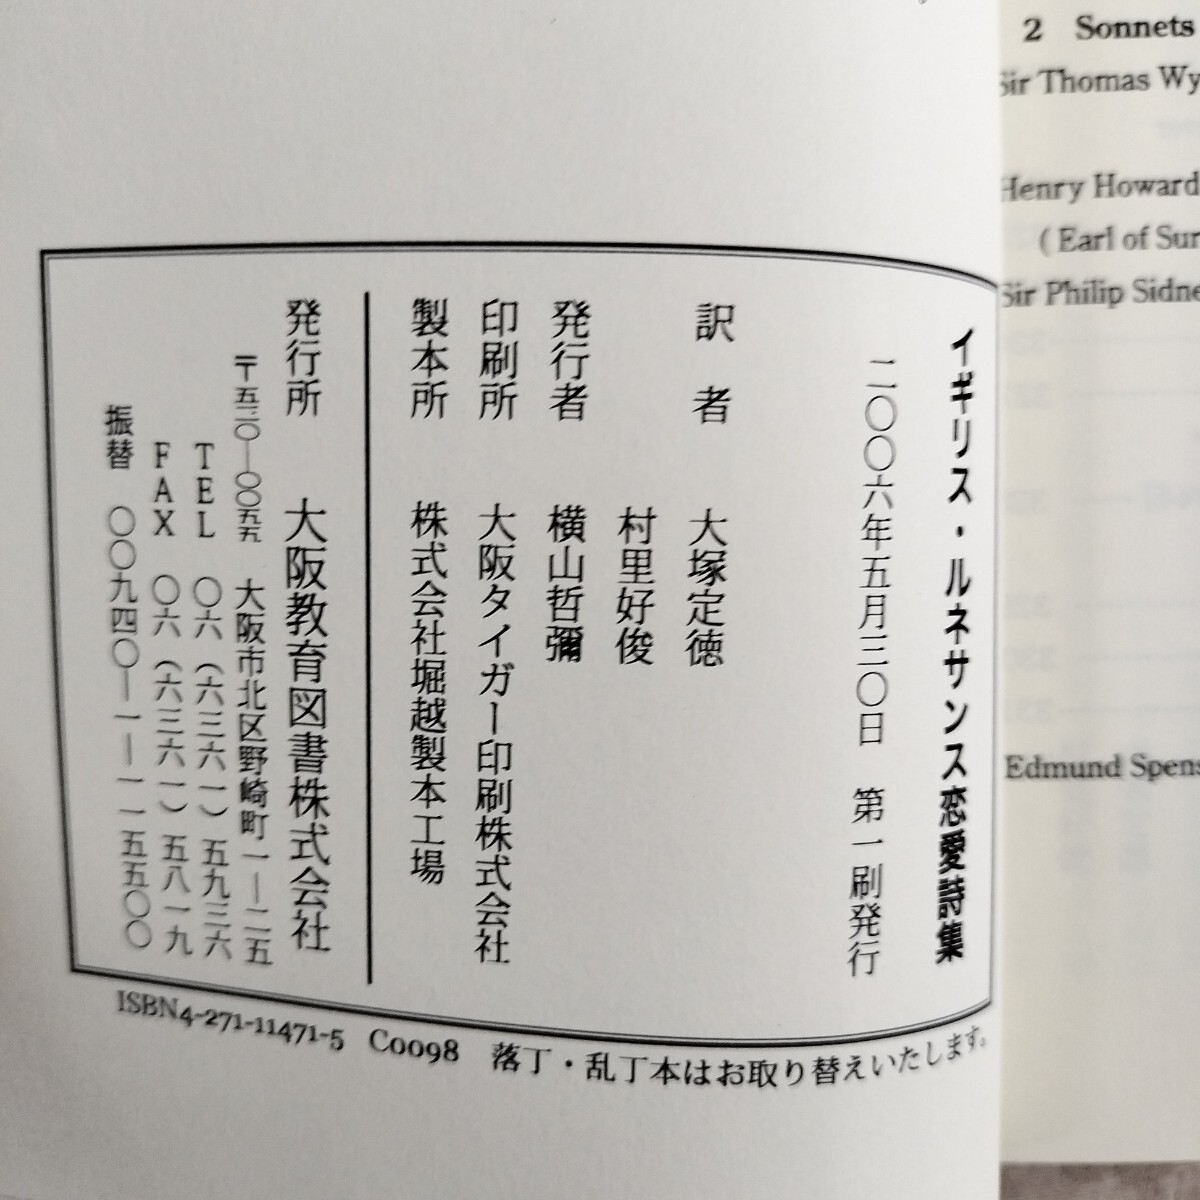 イギリス・ルネサンス恋愛詩集
二〇〇六年五月三〇日　第一刷発行
訳者　大塚定徳
村里好俊
発行者　横山哲彌
印刷所　大阪タイガー印刷株式会社
製本所　株式会社堀越製本工場
発行所　大阪教育図書株式会社
〒五三〇―〇〇五五　大阪市北区野崎町一―二五
TEL　〇六（六三六一）五九三六
FAX　〇六（六三六一）五八一九
振替　〇〇九四〇―一―一一五五〇〇
ISBN4-271-11471-5　C0098　落丁・乱丁本はお取り替えいたします。
2 Sonnets
Sir Thomas Wy
Henry Howard
(Earl of Sur
Sir Philip Sidne
Edmund Spens